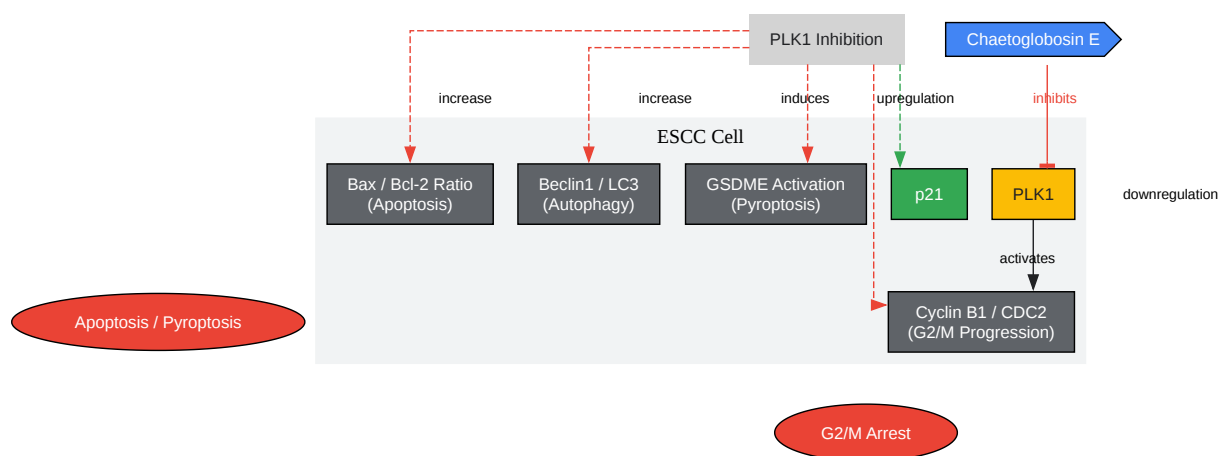 PLK1 Inhibition
Chaetoglobosin E
increase
increase
induces
upregulation
inhibits
ESCC Cell
Bax / Bcl-2 Ratio
(Apoptosis)
Beclin1 / LC3
(Autophagy)
GSDME Activation
(Pyroptosis)
p21
PLK1
downregulation
activates
Cyclin B1 / CDC2
(G2/M Progression)
Apoptosis / Pyroptosis
G2/M Arrest